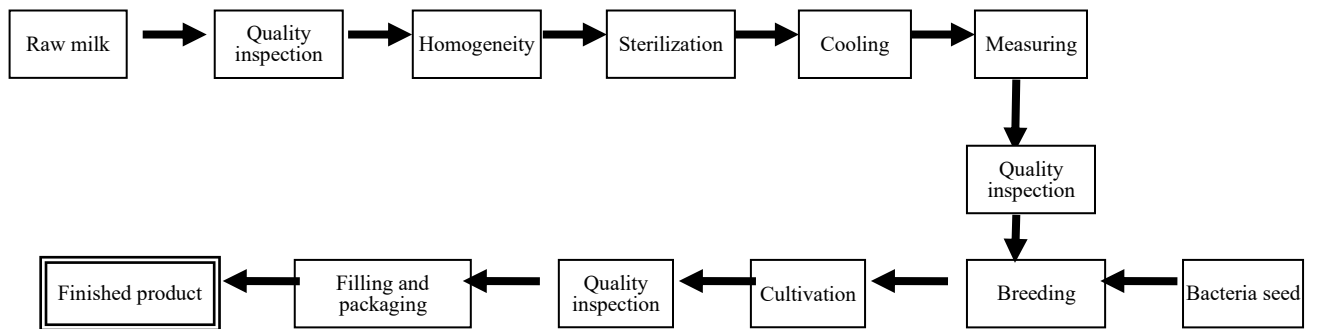 Raw milk
Quality
inspection
Homogeneity
Sterilization
Cooling
Measuring
Quality
inspection
Finished product
Filling and
packaging
Quality
inspection
Cultivation
Breeding
Bacteria seed